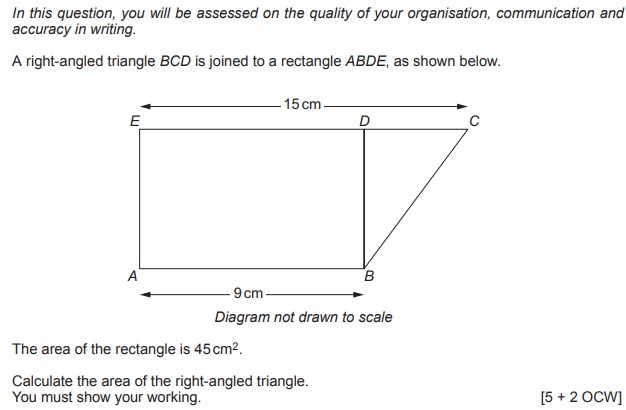 In this question, you will be assessed on the quality of your organisation, communication and
accuracy in writing.
A right-angled triangle BCD is joined to a rectangle ABDE, as shown below.
15 cm
E D C
A B
9 cm
Diagram not drawn to scale
The area of the rectangle is 45 cm².
Calculate the area of the right-angled triangle.
You must show your working. [5 + 2 OCW]